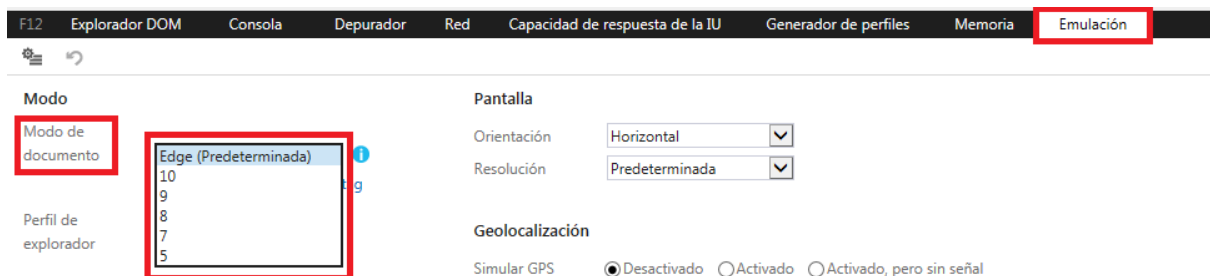 F12 Explorador DOM Consola Depurador Red Capacidad de respuesta de la IU Generador de perfiles Memoria Emulación
Modo
Modo de
documento
Edge (Predeterminada)
10
9
8
7
5
Perfil de
explorador
Pantalla
Orientación Horizontal
Resolución Predeterminada
Geolocalización
Simular GPS Desactivado Activado Activado, pero sin señal